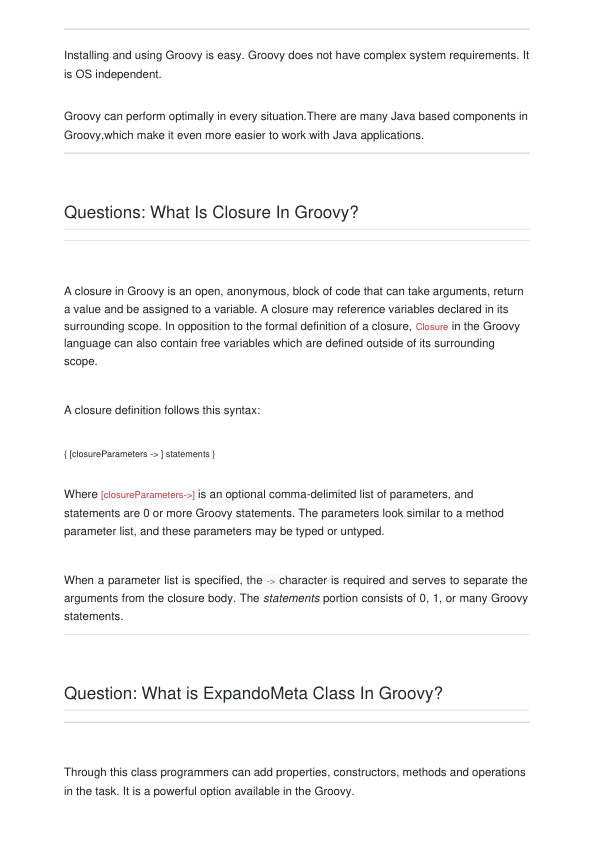 Installing and using Groovy is easy. Groovy does not have complex system requirements. It
is OS independent.
Groovy can perform optimally in every situation.There are many Java based components in
Groovy,which make it even more easier to work with Java applications.
Questions: What Is Closure In Groovy?
A closure in Groovy is an open, anonymous, block of code that can take arguments, return
a value and be assigned to a variable. A closure may reference variables declared in its
surrounding scope. In opposition to the formal definition of a closure, Closure in the Groovy
language can also contain free variables which are defined outside of its surrounding
scope.
A closure definition follows this syntax:
{ [closureParameters -> ] statements }
Where [closureParameters->] is an optional comma-delimited list of parameters, and
statements are 0 or more Groovy statements. The parameters look similar to a method
parameter list, and these parameters may be typed or untyped.
When a parameter list is specified, the -> character is required and serves to separate the
arguments from the closure body. The statements portion consists of 0, 1, or many Groovy
statements.
Question: What is ExpandoMeta Class In Groovy?
Through this class programmers can add properties, constructors, methods and operations
in the task. It is a powerful option available in the Groovy.